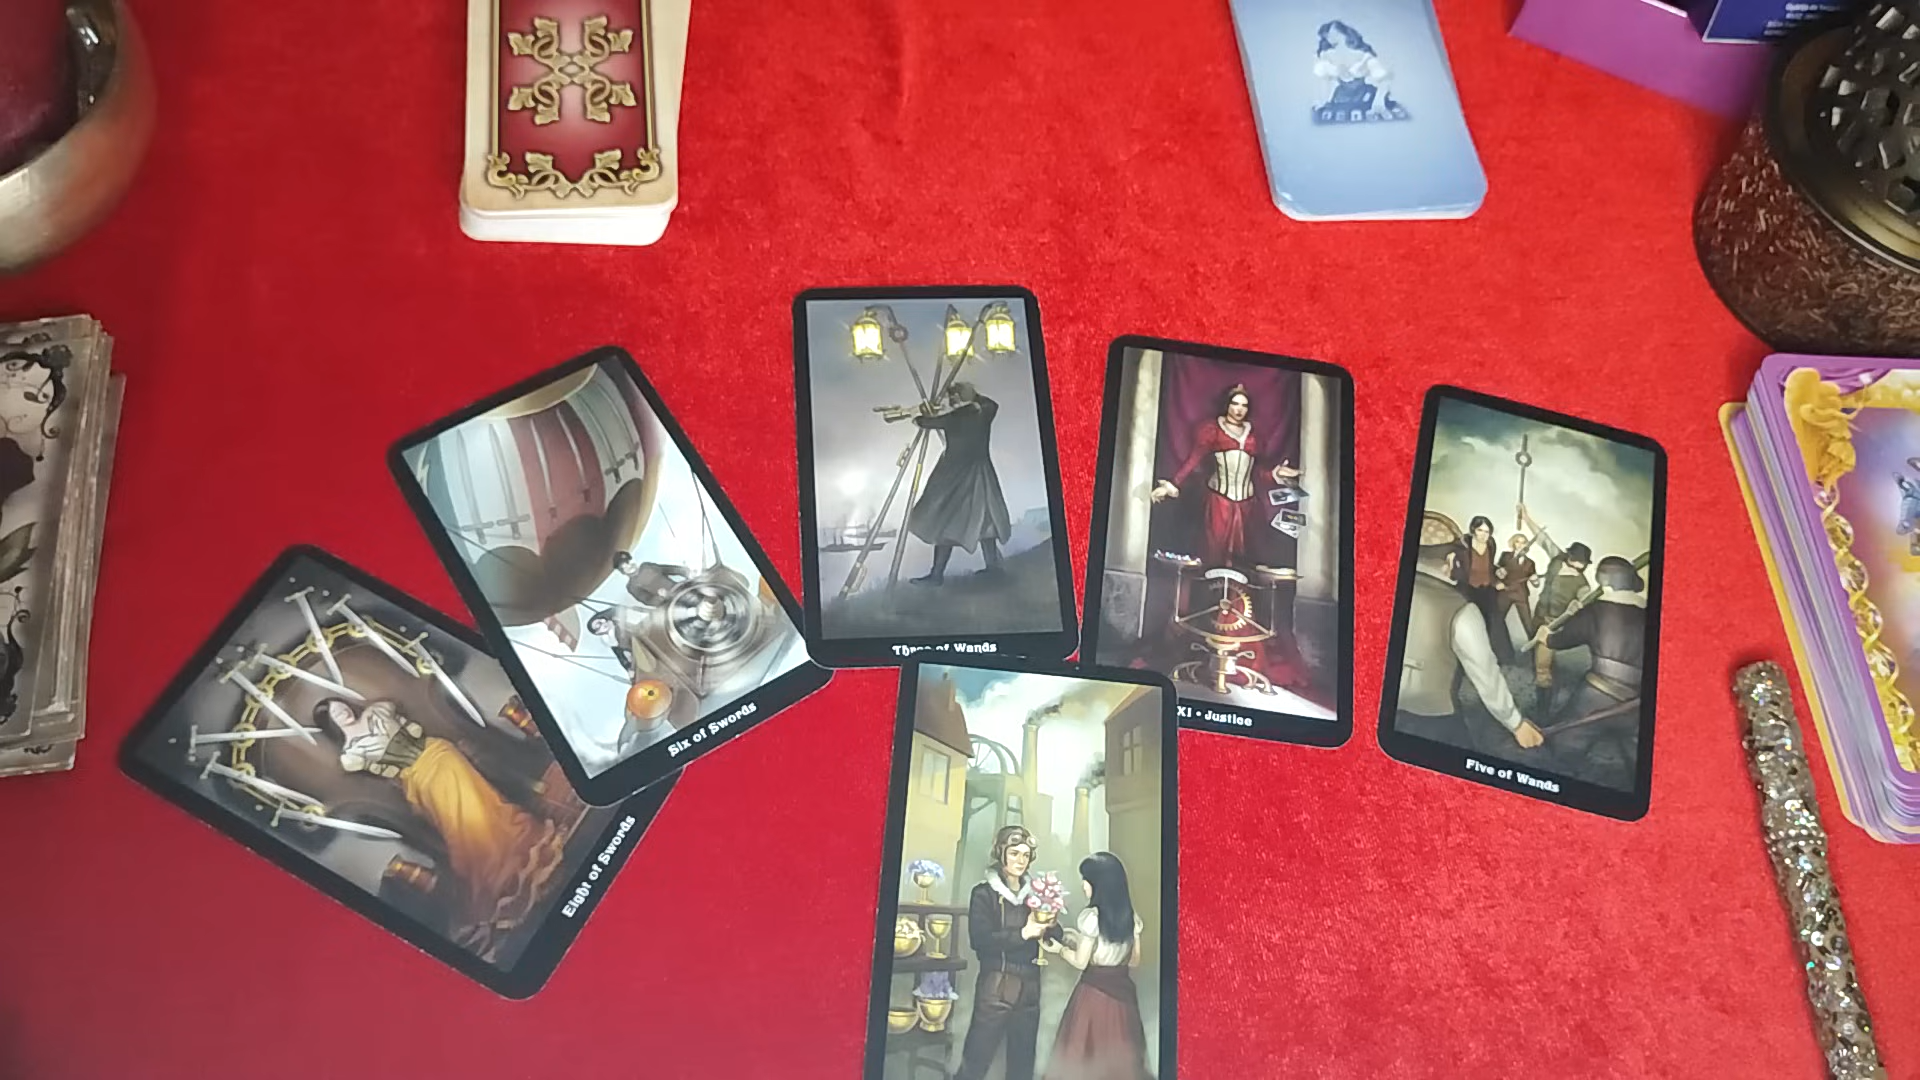 Three of Wands
Six of Swords
XI • Justice
Five of Wands
Eight of Swords